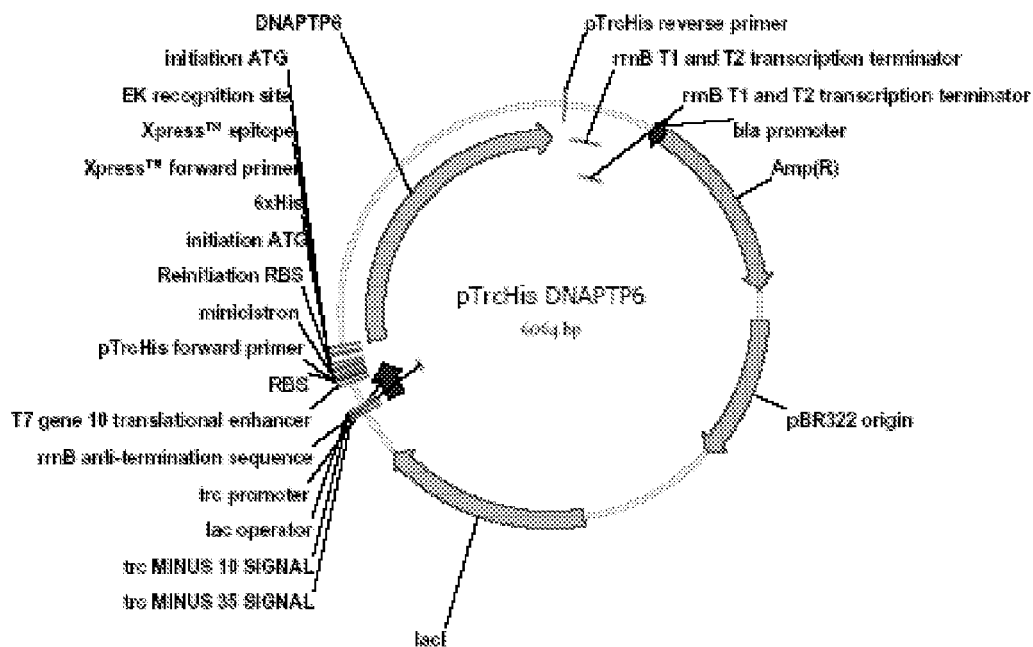 DNAPTP6
pTrcHis reverse primer
initiation ATG
rrnB T1 and T2 transcription terminator
EK recognition site
rrnB T1 and T2 transcription terminator
Xpress™ epitope
bla promoter
Xpress™ forward primer
Amp(R)
6xHis
initiation ATG
Reinitiation RBS
minicistron
pTrcHis DNAPTP6
6064 bp
pTrcHis forward primer
RBS
T7 gene 10 translational enhancer
pBR322 origin
rrnB anti-termination sequence
trc promoter
lac operator
trc MINUS 10 SIGNAL
trc MINUS 35 SIGNAL
lacI